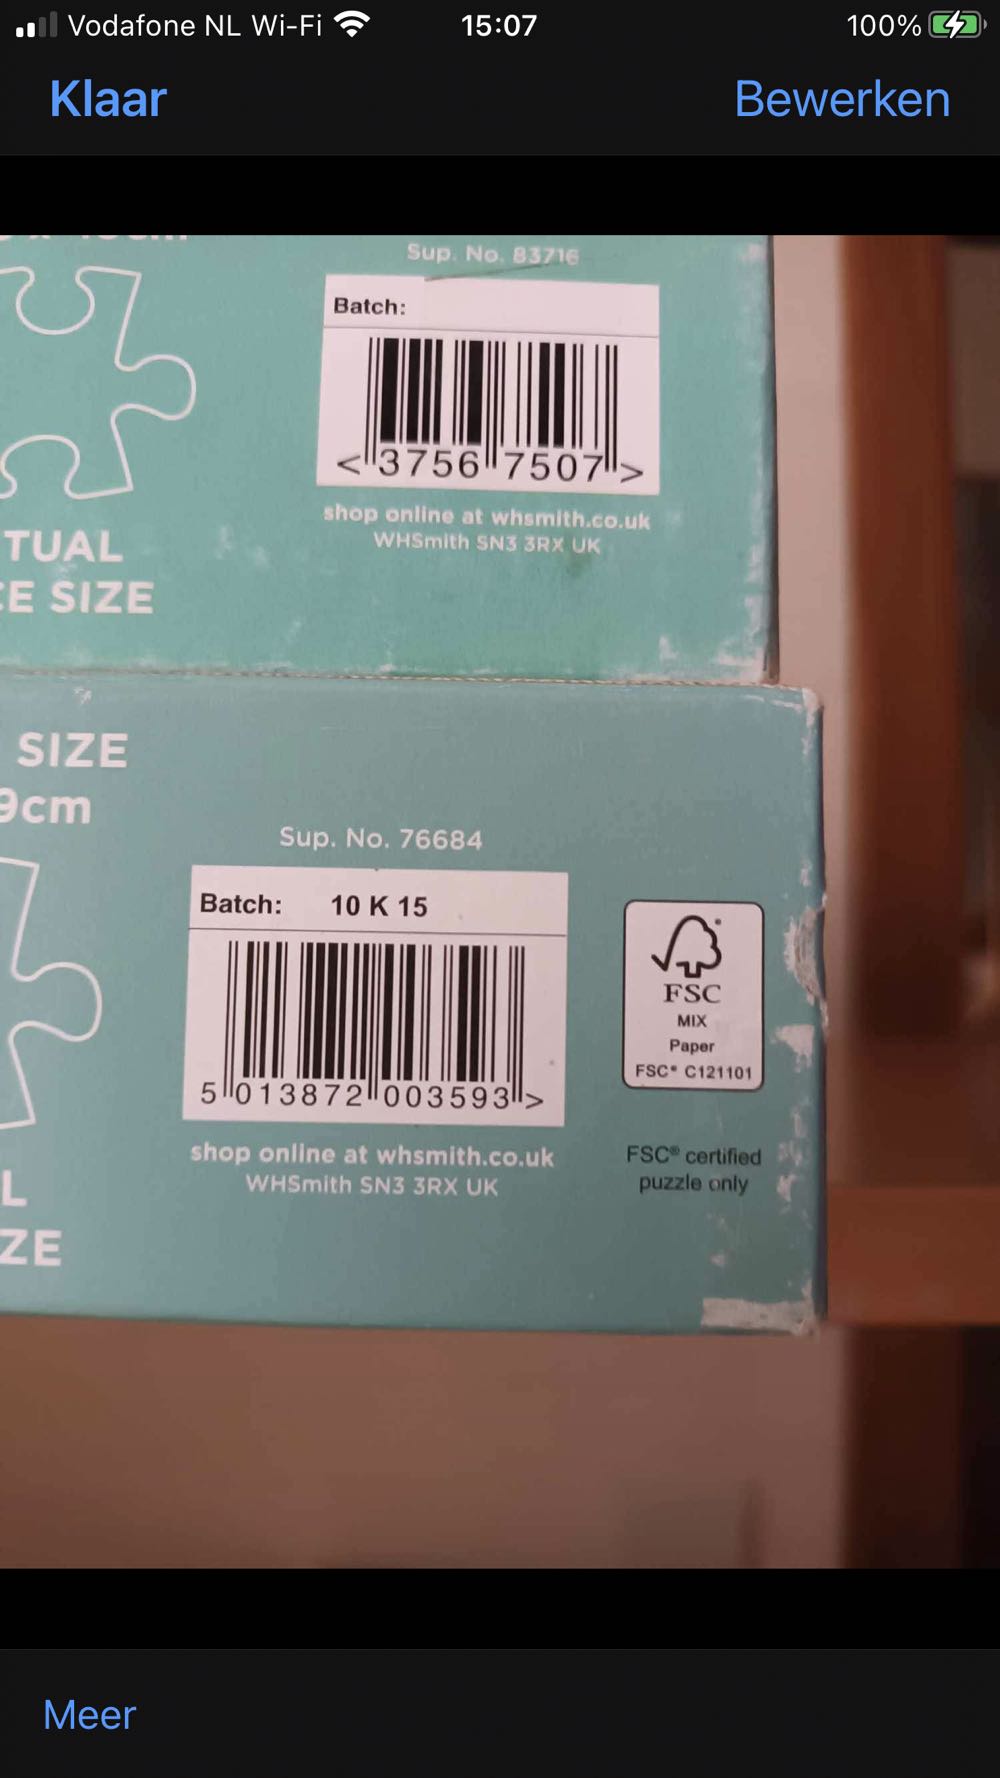 Vodafone NL Wi-Fi 15:07 100%
Klaar Bewerken
Sup. No. 83716
Batch:
<3756 7507>
shop online at whsmith.co.uk
WHSmith SN3 3RX UK
TUAL
CE SIZE
SIZE
9cm
Sup. No. 76684
Batch: 10 K 15
5 013872 003593 >
shop online at whsmith.co.uk
WHSmith SN3 3RX UK
FSC
MIX
Paper
FSC® C121101
FSC® certified
puzzle only
L
ZE
Meer